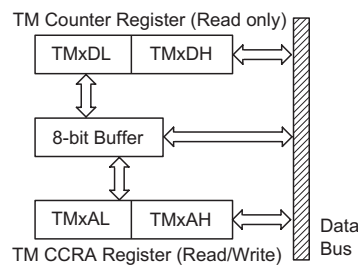 TM Counter Register (Read only)
TMxDL TMxDH
8-bit Buffer
TMxAL TMxAH
TM CCRA Register (Read/Write)
Data
Bus